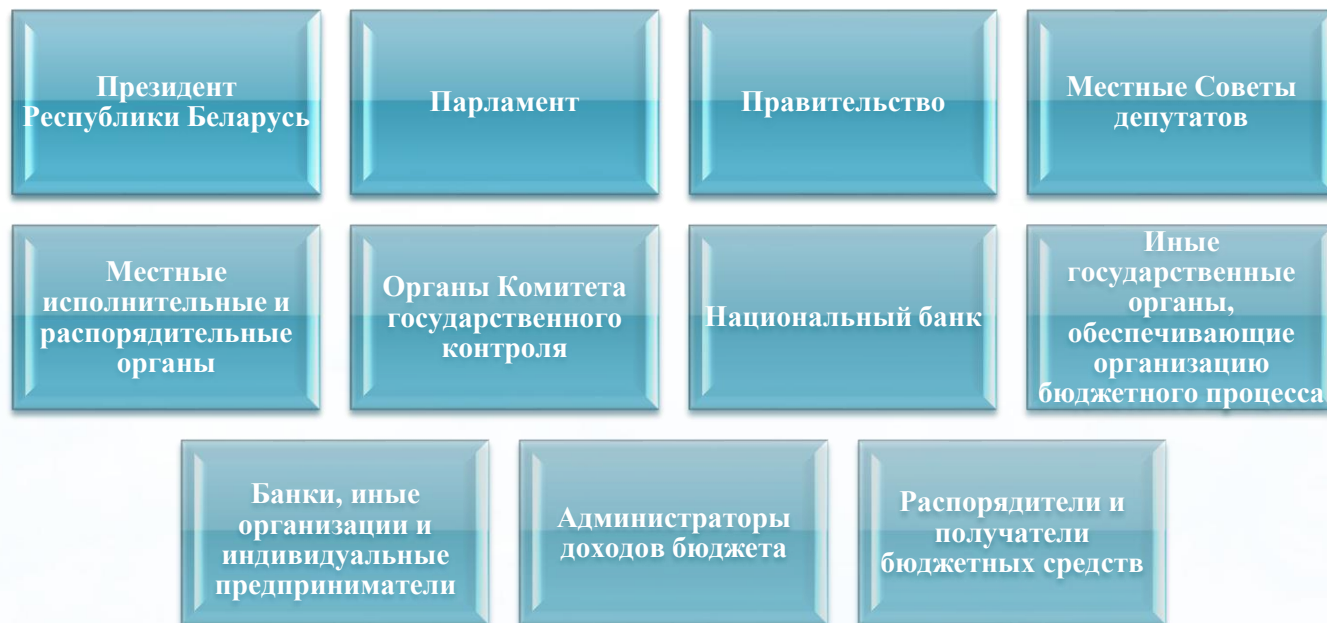 Президент
Республики Беларусь
Парламент
Правительство
Местные Советы
депутатов
Местные
исполнительные и
распорядительные
органы
Органы Комитета
государственного
контроля
Национальный банк
Иные
государственные
органы,
обеспечивающие
организацию
бюджетного процесса
Банки, иные
организации и
индивидуальные
предприниматели
Администраторы
доходов бюджета
Распорядители и
получатели
бюджетных средств